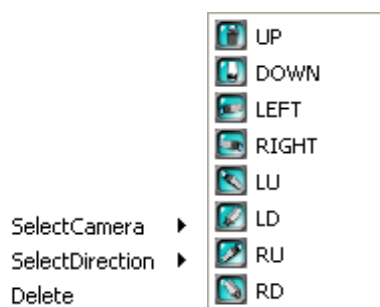 SelectCamera
SelectDirection
Delete
UP
DOWN
LEFT
RIGHT
LU
LD
RU
RD